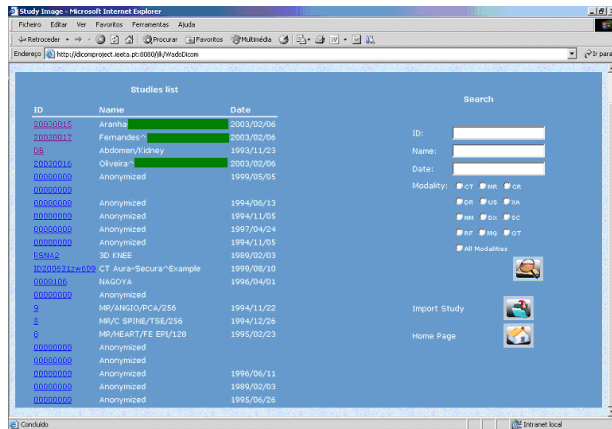 Study Image - Microsoft Internet Explorer
Ficheiro Editar Ver Favoritos Ferramentas Ajuda
Retroceder Procurar Favoritos Multimédia
Endereço http://dicomproject.ieeta.pt:8080/jlk/WadoDicom Ir para
Studies list
Search
ID Name Date
20030015 Aranha 2003/02/06
20030017 Fernandes^ 2003/02/06
DB Abdomen/Kidney 1993/11/23
20030016 Oliveira^ 2003/02/06
00000000 Anonymized 1999/05/05
00000000
00000000 Anonymized 1994/06/13
00000000 Anonymized 1994/11/05
00000000 Anonymized 1997/04/24
00000000 Anonymized 1994/11/05
RSNA2 3D KNEE 1989/02/03
ID200631zw609 CT Aura-Secura^Example 1999/08/10
0000106 NAGOYA 1996/04/01
00000000 Anonymized
9 MR/ANGIO/PCA/256 1994/11/22
5 MR/C SPINE/TSE/256 1994/12/26
8 MR/HEART/FE EPI/128 1995/02/23
00000000 Anonymized
00000000 Anonymized
00000000 Anonymized 1996/06/11
00000000 Anonymized 1989/02/03
00000000 Anonymized 1995/06/26
ID:
Name:
Date:
Modality: CT MR CR
DR US XA
NM DX SC
RF MG OT
All Modalities
Import Study
Home Page
Concluído Intranet local